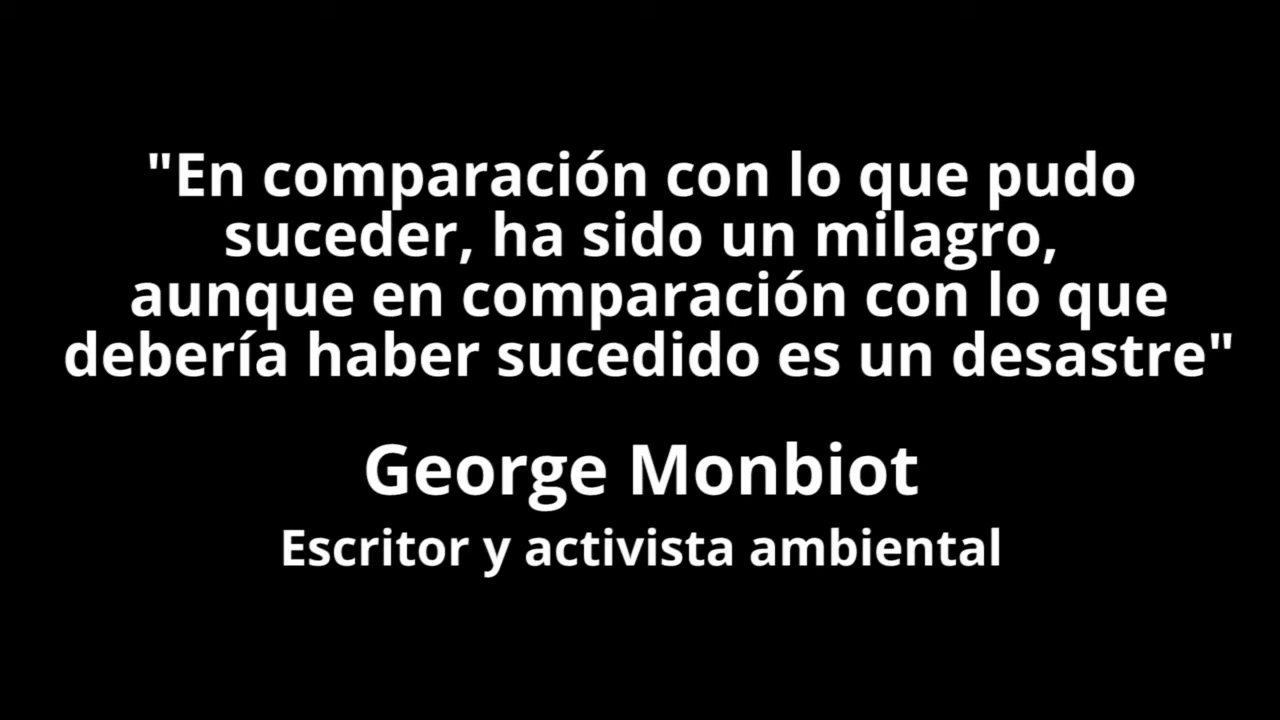 "En comparación con lo que pudo
suceder, ha sido un milagro,
aunque en comparación con lo que
debería haber sucedido es un desastre"
George Monbiot
Escritor y activista ambiental